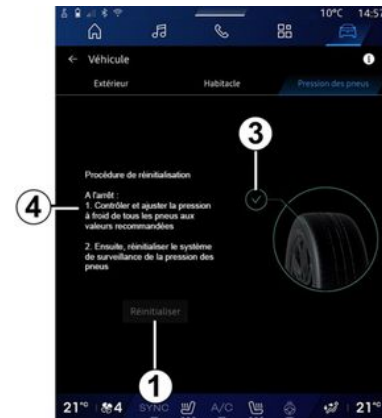 10°C 14:57
Véhicule
Extérieur Habitacle Pression des pneus
3
Procédure de réinitialisation
A l'arrêt :
1. Contrôler et ajuster la pression
à froid de tous les pneus aux
valeurs recommandées
4
2. Ensuite, réinitialiser le système
de surveillance de la pression des
pneus
Réinitialiser
1
21°C 4 SYNC A/C 21°C